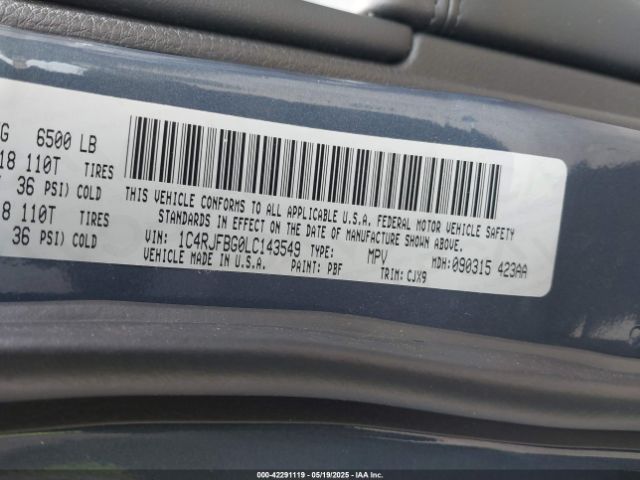 G 6500 LB
18 110T TIRES
36 PSI) COLD
8 110T TIRES
36 PSI) COLD
THIS VEHICLE CONFORMS TO ALL APPLICABLE U.S.A. FEDERAL MOTOR VEHICLE SAFETY
STANDARDS IN EFFECT ON THE DATE OF MANUFACTURE SHOWN ABOVE.
VIN: 1C4RJFBG0LC143549 TYPE: MPV MDH: 090315 423AA
VEHICLE MADE IN U.S.A. PAINT: PBF TRIM: CJX9
000-42291119 | 05/19/2025 | IAA Inc.